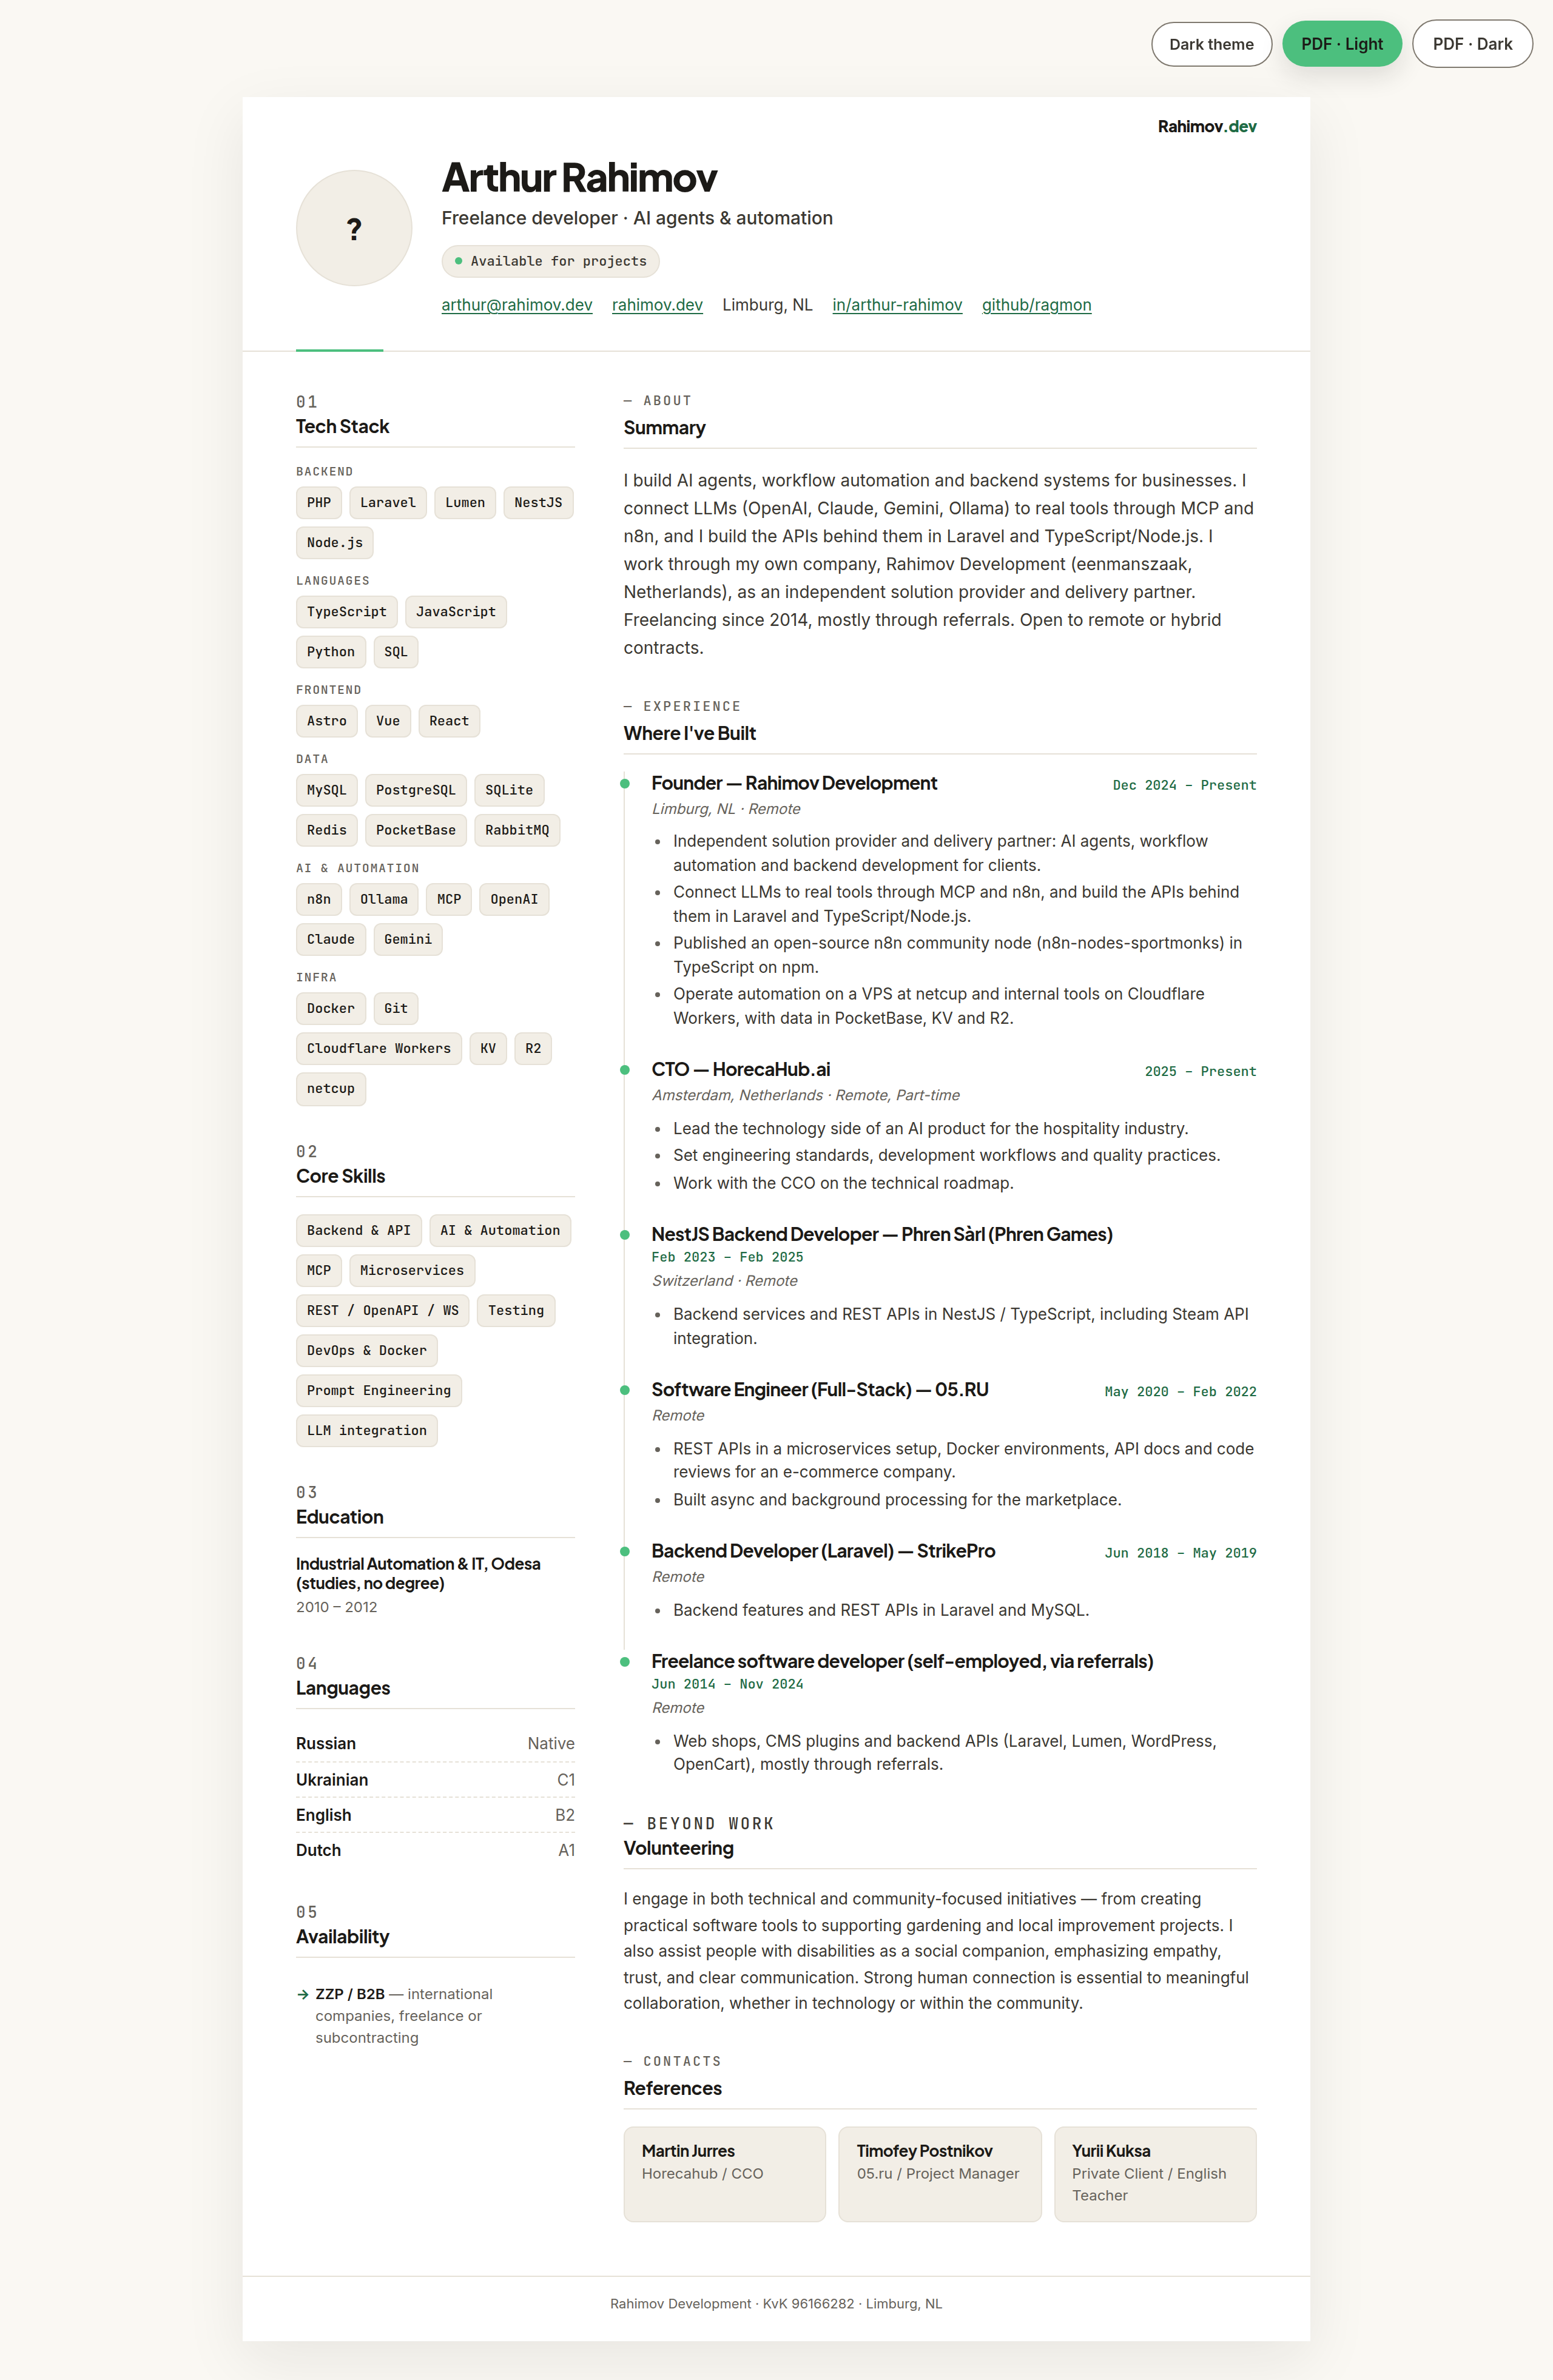 Dark theme
PDF · Light
PDF · Dark
Rahimov.dev
?
Arthur Rahimov
Freelance developer · AI agents & automation
Available for projects
arthur@rahimov.dev rahimov.dev Limburg, NL in/arthur-rahimov github/ragmon
01
Tech Stack
BACKEND
PHP Laravel Lumen NestJS
Node.js
LANGUAGES
TypeScript JavaScript
Python SQL
FRONTEND
Astro Vue React
DATA
MySQL PostgreSQL SQLite
Redis PocketBase RabbitMQ
AI & AUTOMATION
n8n Ollama MCP OpenAI
Claude Gemini
INFRA
Docker Git
Cloudflare Workers KV R2
netcup
02
Core Skills
Backend & API AI & Automation
MCP Microservices
REST / OpenAPI / WS Testing
DevOps & Docker
Prompt Engineering
LLM integration
03
Education
Industrial Automation & IT, Odesa
(studies, no degree)
2010 – 2012
04
Languages
Russian Native
Ukrainian C1
English B2
Dutch A1
05
Availability
→ ZZP / B2B — international
companies, freelance or
subcontracting
— ABOUT
Summary
I build AI agents, workflow automation and backend systems for businesses. I
connect LLMs (OpenAI, Claude, Gemini, Ollama) to real tools through MCP and
n8n, and I build the APIs behind them in Laravel and TypeScript/Node.js. I
work through my own company, Rahimov Development (eenmanszaak,
Netherlands), as an independent solution provider and delivery partner.
Freelancing since 2014, mostly through referrals. Open to remote or hybrid
contracts.
— EXPERIENCE
Where I've Built
Founder — Rahimov Development Dec 2024 – Present
Limburg, NL · Remote
• Independent solution provider and delivery partner: AI agents, workflow
automation and backend development for clients.
• Connect LLMs to real tools through MCP and n8n, and build the APIs behind
them in Laravel and TypeScript/Node.js.
• Published an open-source n8n community node (n8n-nodes-sportmonks) in
TypeScript on npm.
• Operate automation on a VPS at netcup and internal tools on Cloudflare
Workers, with data in PocketBase, KV and R2.
CTO — HorecaHub.ai 2025 – Present
Amsterdam, Netherlands · Remote, Part-time
• Lead the technology side of an AI product for the hospitality industry.
• Set engineering standards, development workflows and quality practices.
• Work with the CCO on the technical roadmap.
NestJS Backend Developer — Phren Sàrl (Phren Games)
Feb 2023 – Feb 2025
Switzerland · Remote
• Backend services and REST APIs in NestJS / TypeScript, including Steam API
integration.
Software Engineer (Full-Stack) — 05.RU May 2020 – Feb 2022
Remote
• REST APIs in a microservices setup, Docker environments, API docs and code
reviews for an e-commerce company.
• Built async and background processing for the marketplace.
Backend Developer (Laravel) — StrikePro Jun 2018 – May 2019
Remote
• Backend features and REST APIs in Laravel and MySQL.
Freelance software developer (self-employed, via referrals)
Jun 2014 – Nov 2024
Remote
• Web shops, CMS plugins and backend APIs (Laravel, Lumen, WordPress,
OpenCart), mostly through referrals.
— BEYOND WORK
Volunteering
I engage in both technical and community-focused initiatives — from creating
practical software tools to supporting gardening and local improvement projects. I
also assist people with disabilities as a social companion, emphasizing empathy,
trust, and clear communication. Strong human connection is essential to meaningful
collaboration, whether in technology or within the community.
— CONTACTS
References
Martin Jurres
Horecahub / CCO
Timofey Postnikov
05.ru / Project Manager
Yurii Kuksa
Private Client / English
Teacher
Rahimov Development · KvK 96166282 · Limburg, NL